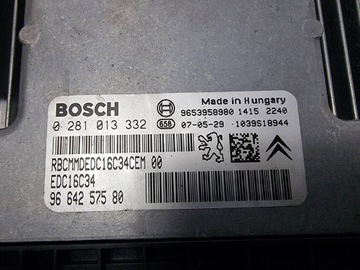 BOSCH
Made in Hungary
9653958980 1415 2240
0 281 013 332 658 07-05-29 1039S18944
RBCMMDEDC16C34CEM 00
EDC16C34
96 642 575 80